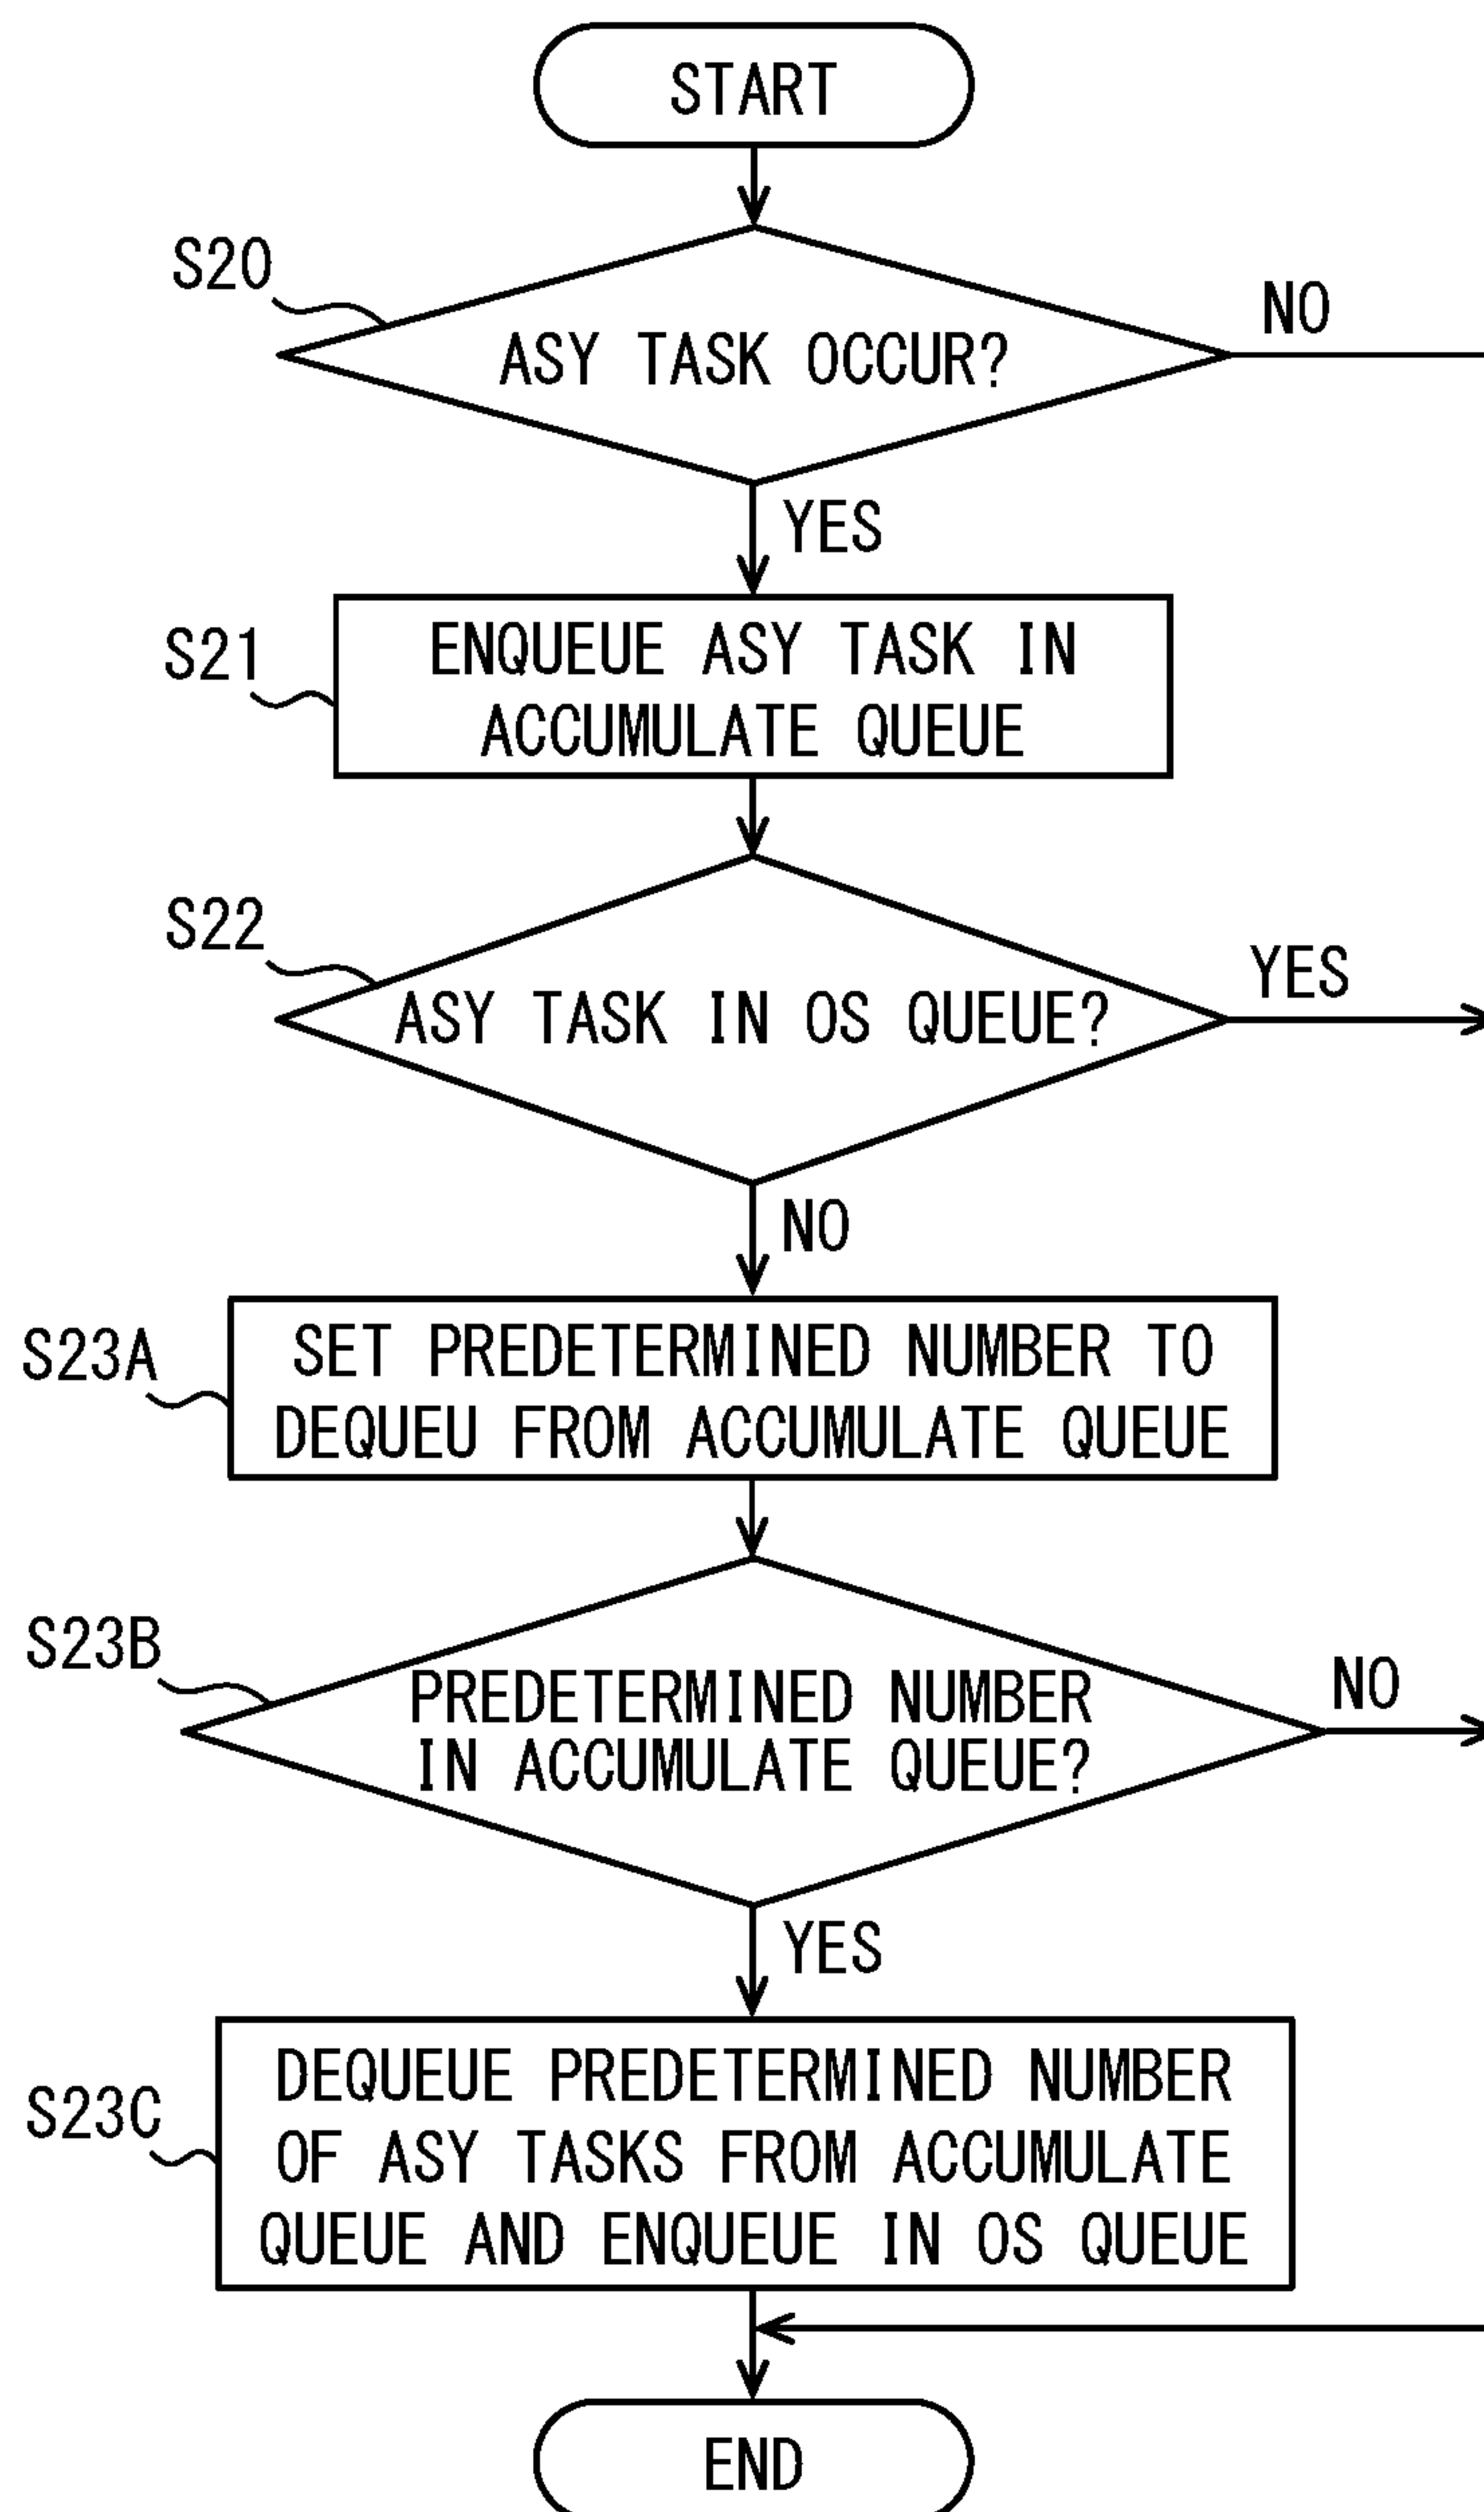 START
S20
NO
ASY TASK OCCUR?
YES
S21
ENQUEUE ASY TASK IN
ACCUMULATE QUEUE
S22
YES
ASY TASK IN OS QUEUE?
NO
S23A
SET PREDETERMINED NUMBER TO
DEQUEU FROM ACCUMULATE QUEUE
S23B
NO
PREDETERMINED NUMBER
IN ACCUMULATE QUEUE?
YES
S23C
DEQUEUE PREDETERMINED NUMBER
OF ASY TASKS FROM ACCUMULATE
QUEUE AND ENQUEUE IN OS QUEUE
END